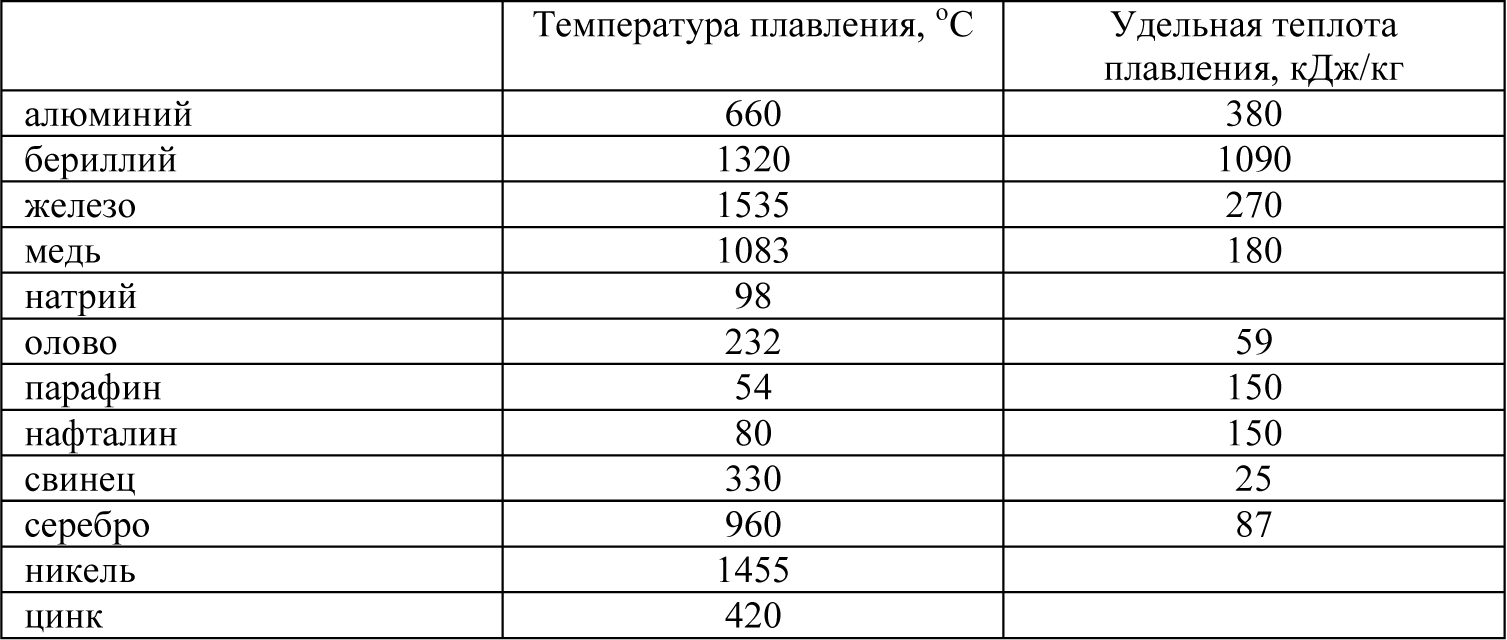 Температура плавления, °С Удельная теплота
плавления, кДж/кг
алюминий 660 380
бериллий 1320 1090
железо 1535 270
медь 1083 180
натрий 98
олово 232 59
парафин 54 150
нафталин 80 150
свинец 330 25
серебро 960 87
никель 1455
цинк 420